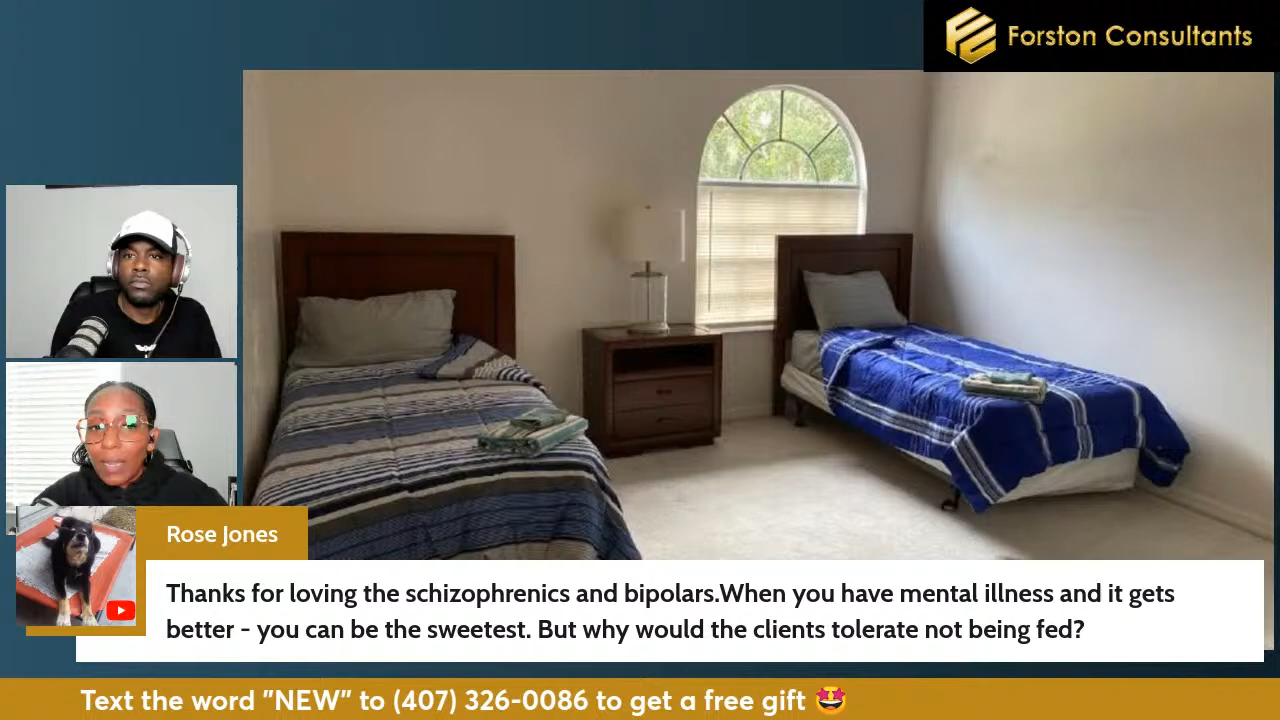 Forston Consultants
Rose Jones
Thanks for loving the schizophrenics and bipolars.When you have mental illness and it gets
better - you can be the sweetest. But why would the clients tolerate not being fed?
Text the word "NEW" to (407) 326-0086 to get a free gift 🤩